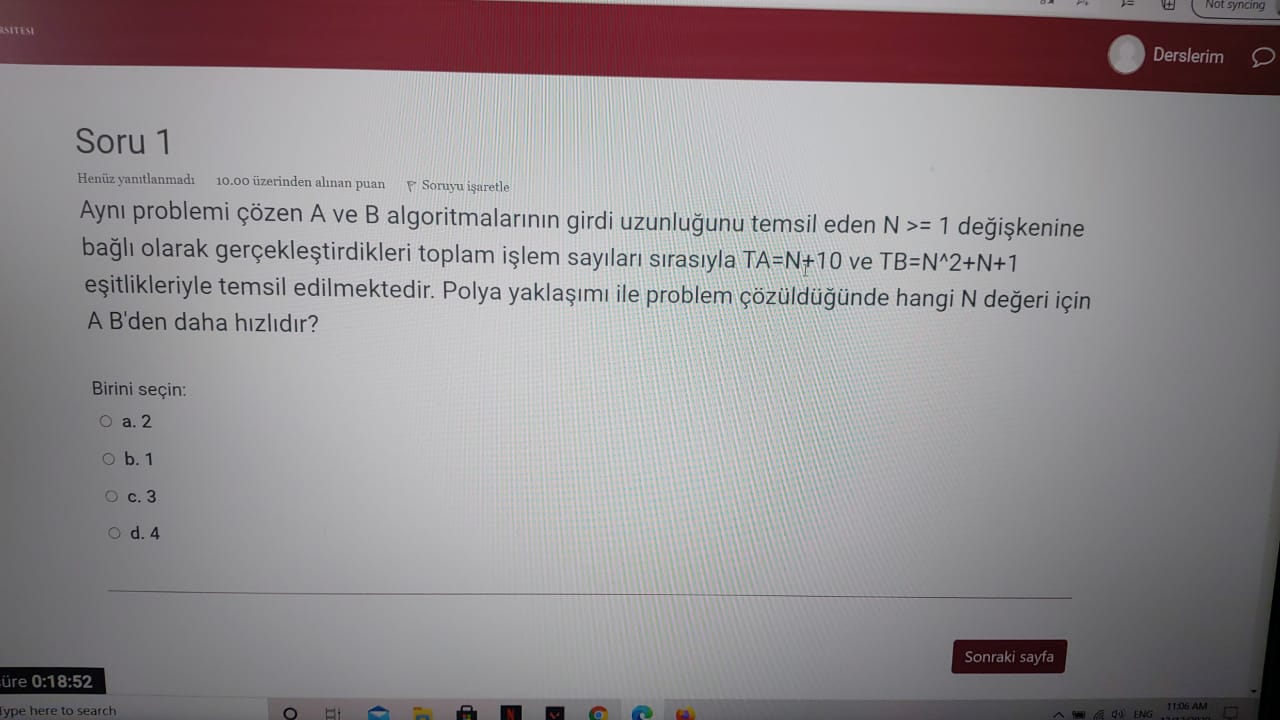 Not syncing
Derslerim
Soru 1
Henüz yanıtlanmadı 10.00 üzerinden alınan puan Soruyu işaretle
Aynı problemi çözen A ve B algoritmalarının girdi uzunluğunu temsil eden N >= 1 değişkenine
bağlı olarak gerçekleştirdikleri toplam işlem sayıları sırasıyla TA=N+10 ve TB=N^2+N+1
eşitlikleriyle temsil edilmektedir. Polya yaklaşımı ile problem çözüldüğünde hangi N değeri için
A B'den daha hızlıdır?
Birini seçin:
a. 2
b. 1
c. 3
d. 4
Sonraki sayfa
üre 0:18:52
Type here to search
ENG
11:06 AM